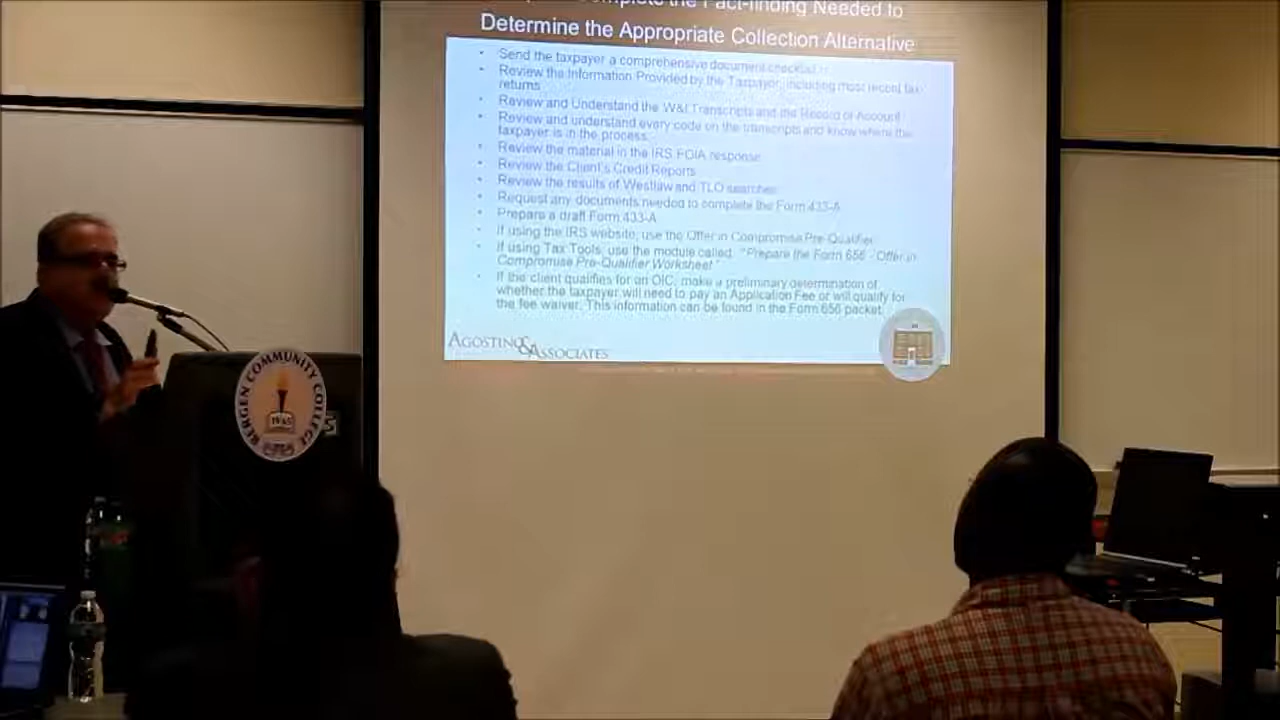 Complete the Fact-finding Needed to
Determine the Appropriate Collection Alternative
• Send the taxpayer a comprehensive document checklist
• Review the Information Provided by the Taxpayer, including most recent tax
returns
• Review and Understand the W&I Transcripts and the Record of Account
• Review and understand every code on the transcripts and know where the
taxpayer is in the process
• Review the material in the IRS FOIA response
• Review the Client's Credit Reports
• Review the results of Westlaw and TLO searches
• Request any documents needed to complete the Form 433-A
• Prepare a draft Form 433-A
• If using the IRS website, use the Offer in Compromise Pre-Qualifier
• If using Tax Tools, use the module called, "Prepare the Form 656 - Offer in
Compromise Pre-Qualifier Worksheet"
• If the client qualifies for an OIC, make a preliminary determination of
whether the taxpayer will need to pay an Application Fee or will qualify for
the fee waiver. This information can be found in the Form 656 packet.
AGOSTINO & ASSOCIATES
BERGEN COMMUNITY COLLEGE
1965